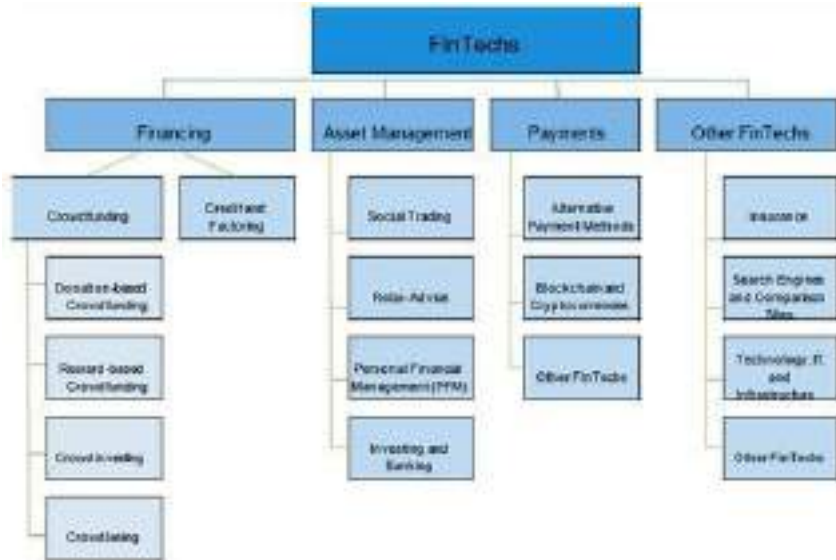 FinTechs
Financing
Asset Management
Payments
Other FinTechs
Crowdfunding
Credit and
Factoring
Social Trading
Alternative
Payment Methods
Insurance
Donation-based
Crowdfunding
Robo-Advise
Blockchain and
Cryptocurrencies
Search Engines
and Comparison
Sites
Reward-based
Crowdfunding
Personal Financial
Management (PFM)
Other FinTechs
Technology, IT
and
Infrastructure
Crowdinvesting
Investing and
Banking
Other FinTechs
Crowdlening